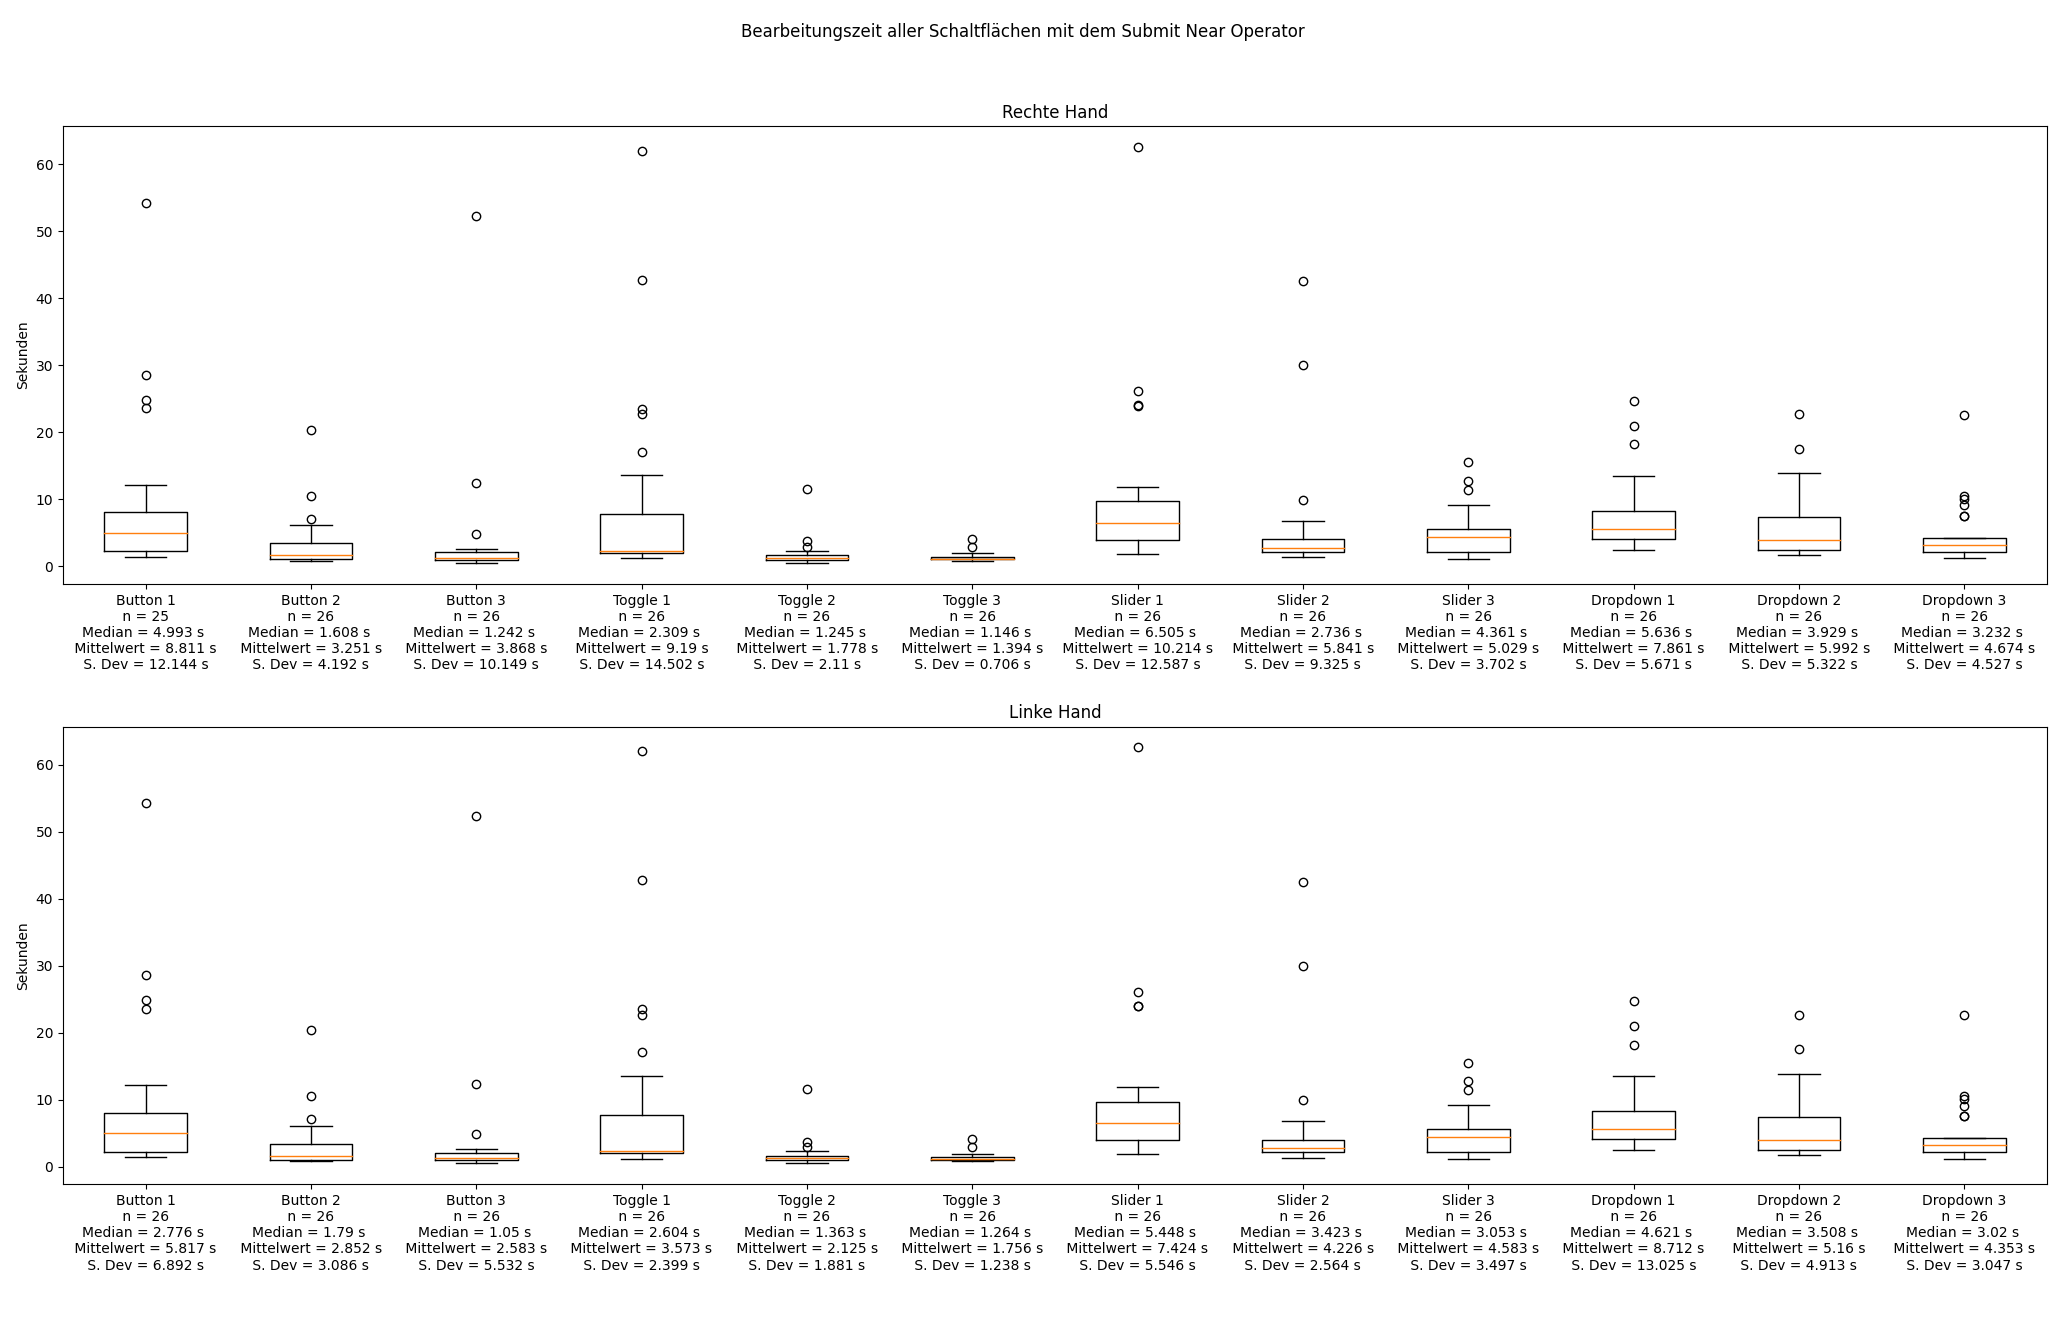 Bearbeitungszeit aller Schaltflächen mit dem Submit Near Operator
Rechte Hand
Sekunden
60
50
40
30
20
10
0
Button 1 Button 2 Button 3 Toggle 1 Toggle 2 Toggle 3 Slider 1 Slider 2 Slider 3 Dropdown 1 Dropdown 2 Dropdown 3
n = 25 n = 26 n = 26 n = 26 n = 26 n = 26 n = 26 n = 26 n = 26 n = 26 n = 26 n = 26
Median = 4.993 s Median = 1.608 s Median = 1.242 s Median = 2.309 s Median = 1.245 s Median = 1.146 s Median = 6.505 s Median = 2.736 s Median = 4.361 s Median = 5.636 s Median = 3.929 s Median = 3.232 s
Mittelwert = 8.811 s Mittelwert = 3.251 s Mittelwert = 3.868 s Mittelwert = 9.19 s Mittelwert = 1.778 s Mittelwert = 1.394 s Mittelwert = 10.214 s Mittelwert = 5.841 s Mittelwert = 5.029 s Mittelwert = 7.861 s Mittelwert = 5.992 s Mittelwert = 4.674 s
S. Dev = 12.144 s S. Dev = 4.192 s S. Dev = 10.149 s S. Dev = 14.502 s S. Dev = 2.11 s S. Dev = 0.706 s S. Dev = 12.587 s S. Dev = 9.325 s S. Dev = 3.702 s S. Dev = 5.671 s S. Dev = 5.322 s S. Dev = 4.527 s
Linke Hand
Sekunden
60
50
40
30
20
10
0
Button 1 Button 2 Button 3 Toggle 1 Toggle 2 Toggle 3 Slider 1 Slider 2 Slider 3 Dropdown 1 Dropdown 2 Dropdown 3
n = 26 n = 26 n = 26 n = 26 n = 26 n = 26 n = 26 n = 26 n = 26 n = 26 n = 26 n = 26
Median = 2.776 s Median = 1.79 s Median = 1.05 s Median = 2.604 s Median = 1.363 s Median = 1.264 s Median = 5.448 s Median = 3.423 s Median = 3.053 s Median = 4.621 s Median = 3.508 s Median = 3.02 s
Mittelwert = 5.817 s Mittelwert = 2.852 s Mittelwert = 2.583 s Mittelwert = 3.573 s Mittelwert = 2.125 s Mittelwert = 1.756 s Mittelwert = 7.424 s Mittelwert = 4.226 s Mittelwert = 4.583 s Mittelwert = 8.712 s Mittelwert = 5.16 s Mittelwert = 4.353 s
S. Dev = 6.892 s S. Dev = 3.086 s S. Dev = 5.532 s S. Dev = 2.399 s S. Dev = 1.881 s S. Dev = 1.238 s S. Dev = 5.546 s S. Dev = 2.564 s S. Dev = 3.497 s S. Dev = 13.025 s S. Dev = 4.913 s S. Dev = 3.047 s